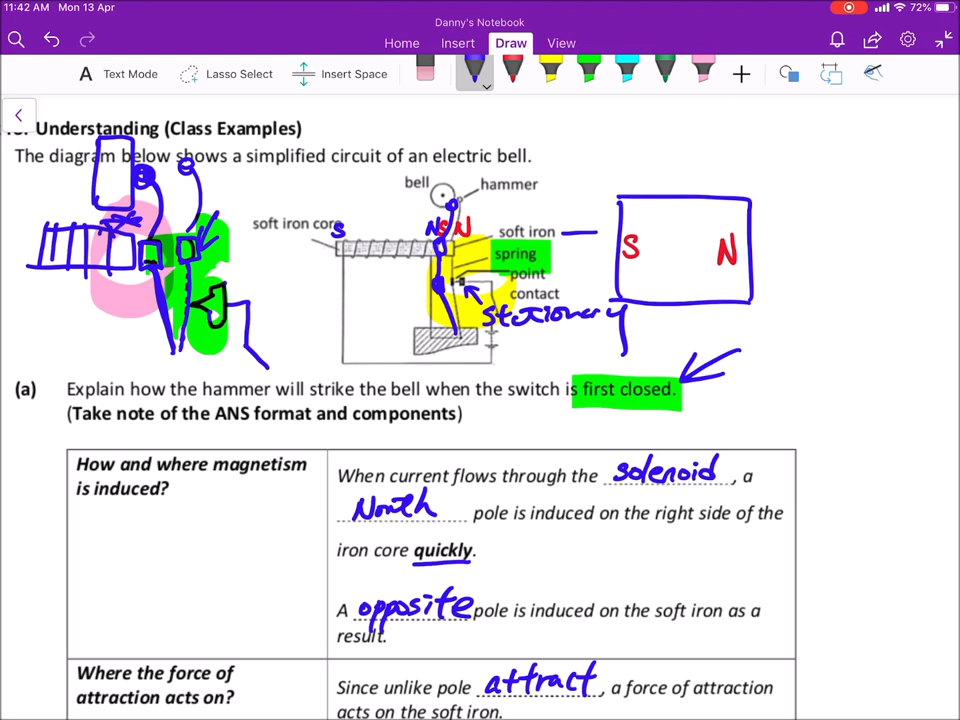 11:42 AM Mon 13 Apr
72%
Danny's Notebook
Home Insert Draw View
A Text Mode Lasso Select Insert Space
Understanding (Class Examples)
The diagram below shows a simplified circuit of an electric bell.
bell
hammer
soft iron core
S
N S N
soft iron
spring
point
contact
stationary
S N
(a) Explain how the hammer will strike the bell when the switch is first closed.
(Take note of the ANS format and components)
How and where magnetism
is induced?
When current flows through the solenoid, a
North pole is induced on the right side of the
iron core quickly.
A opposite pole is induced on the soft iron as a
result.
Where the force of
attraction acts on?
Since unlike pole attract, a force of attraction
acts on the soft iron.